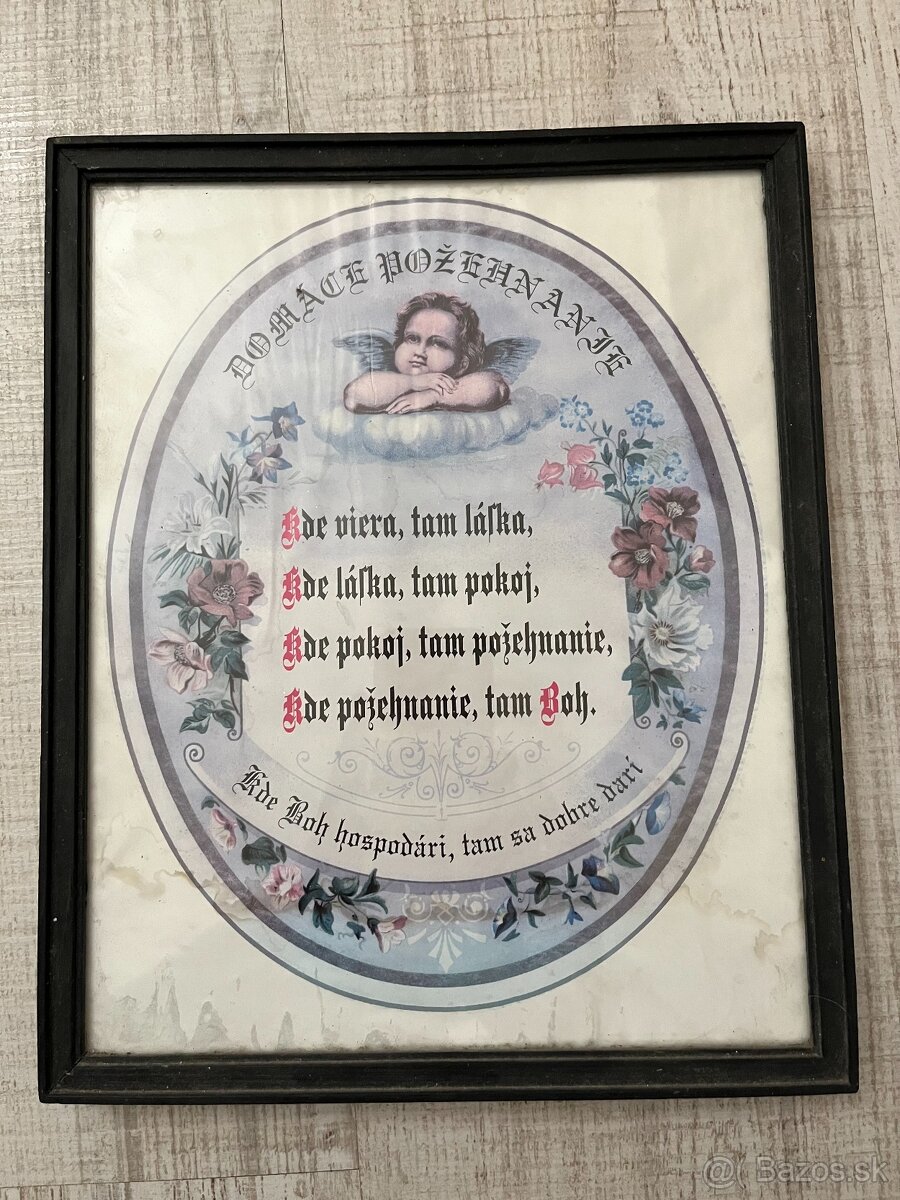 DOMÁCE POŽEHNANIE
Kde viera, tam láſka,
Kde láſka, tam pokoj,
Kde pokoj, tam požehnanie,
Kde požehnanie, tam Boh.
Kde Boh hospodári, tam sa dobre darí
@ Bazos.sk